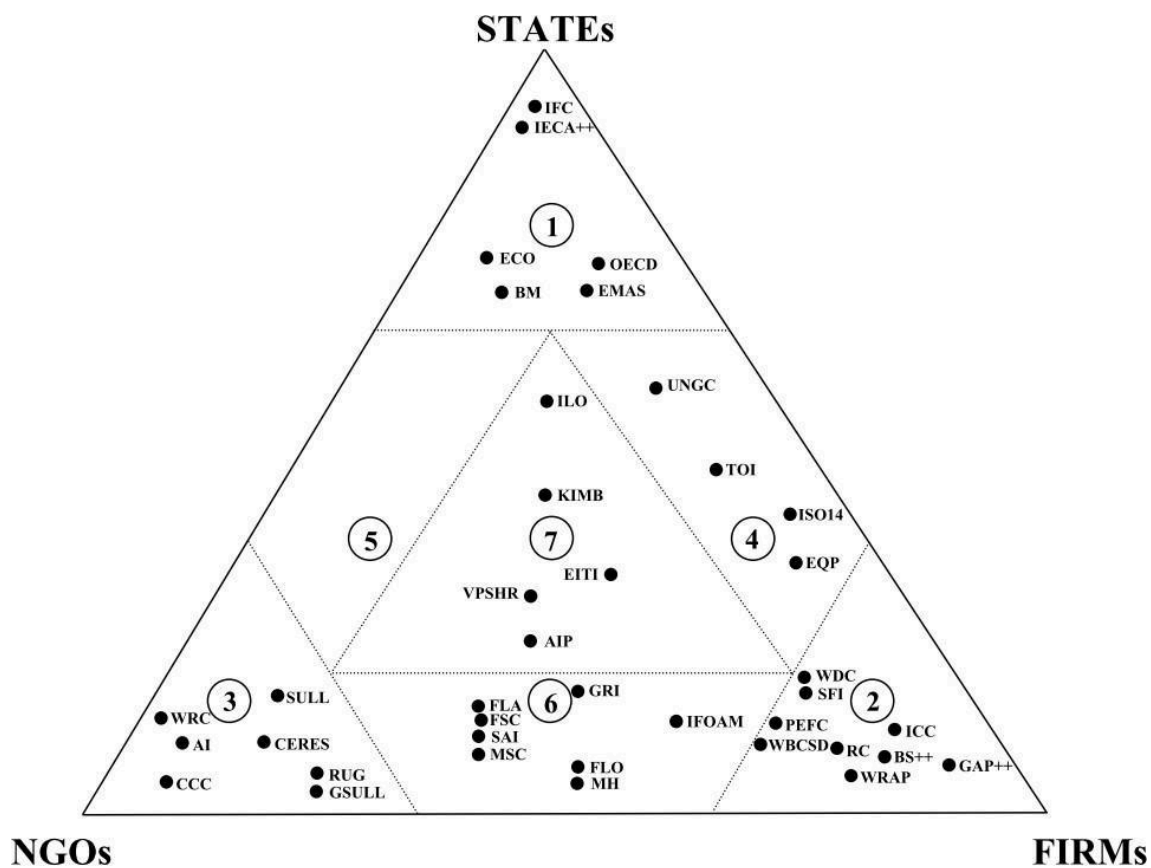 STATEs
IFC
IECA++
1
ECO
OECD
BM
EMAS
UNGC
ILO
TOI
KIMB
ISO14
5
7
4
EQP
EITI
VPSHR
AIP
WDC
GRI
SFI
3
SULL
6
2
FLA
WRC
FSC
IFOAM
PEFC
ICC
SAI
AI
CERES
WBCSD
RC
MSC
BS++
FLO
GAP++
RUG
WRAP
CCC
MH
GSULL
NGOs
FIRMs